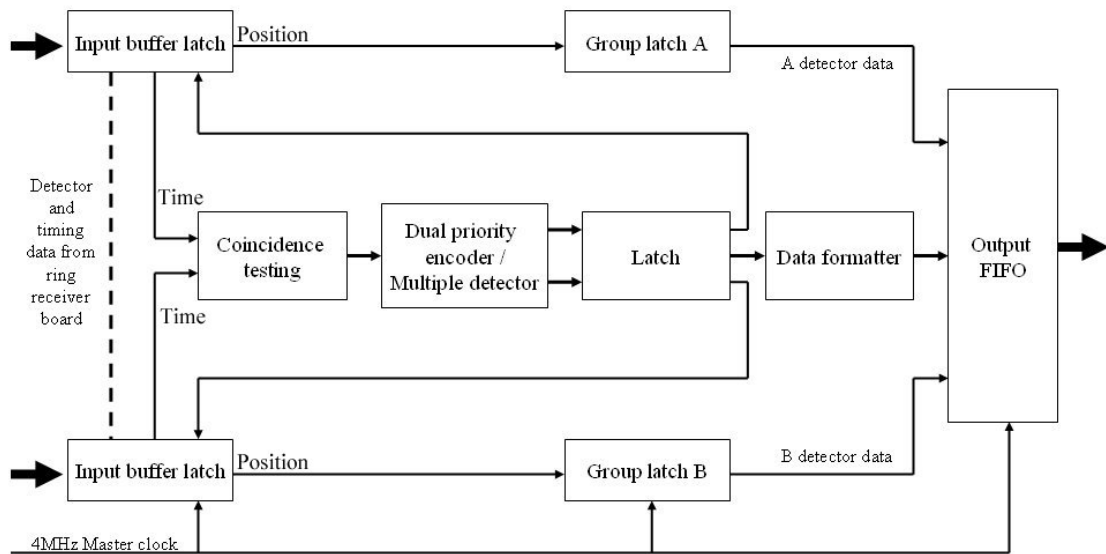 Input buffer latch
Position
Group latch A
A detector data
Detector
and
timing
data from
ring
receiver
board
Time
Coincidence
testing
Dual priority
encoder /
Multiple detector
Latch
Data formatter
Output
FIFO
Time
Input buffer latch
Position
Group latch B
B detector data
4MHz Master clock